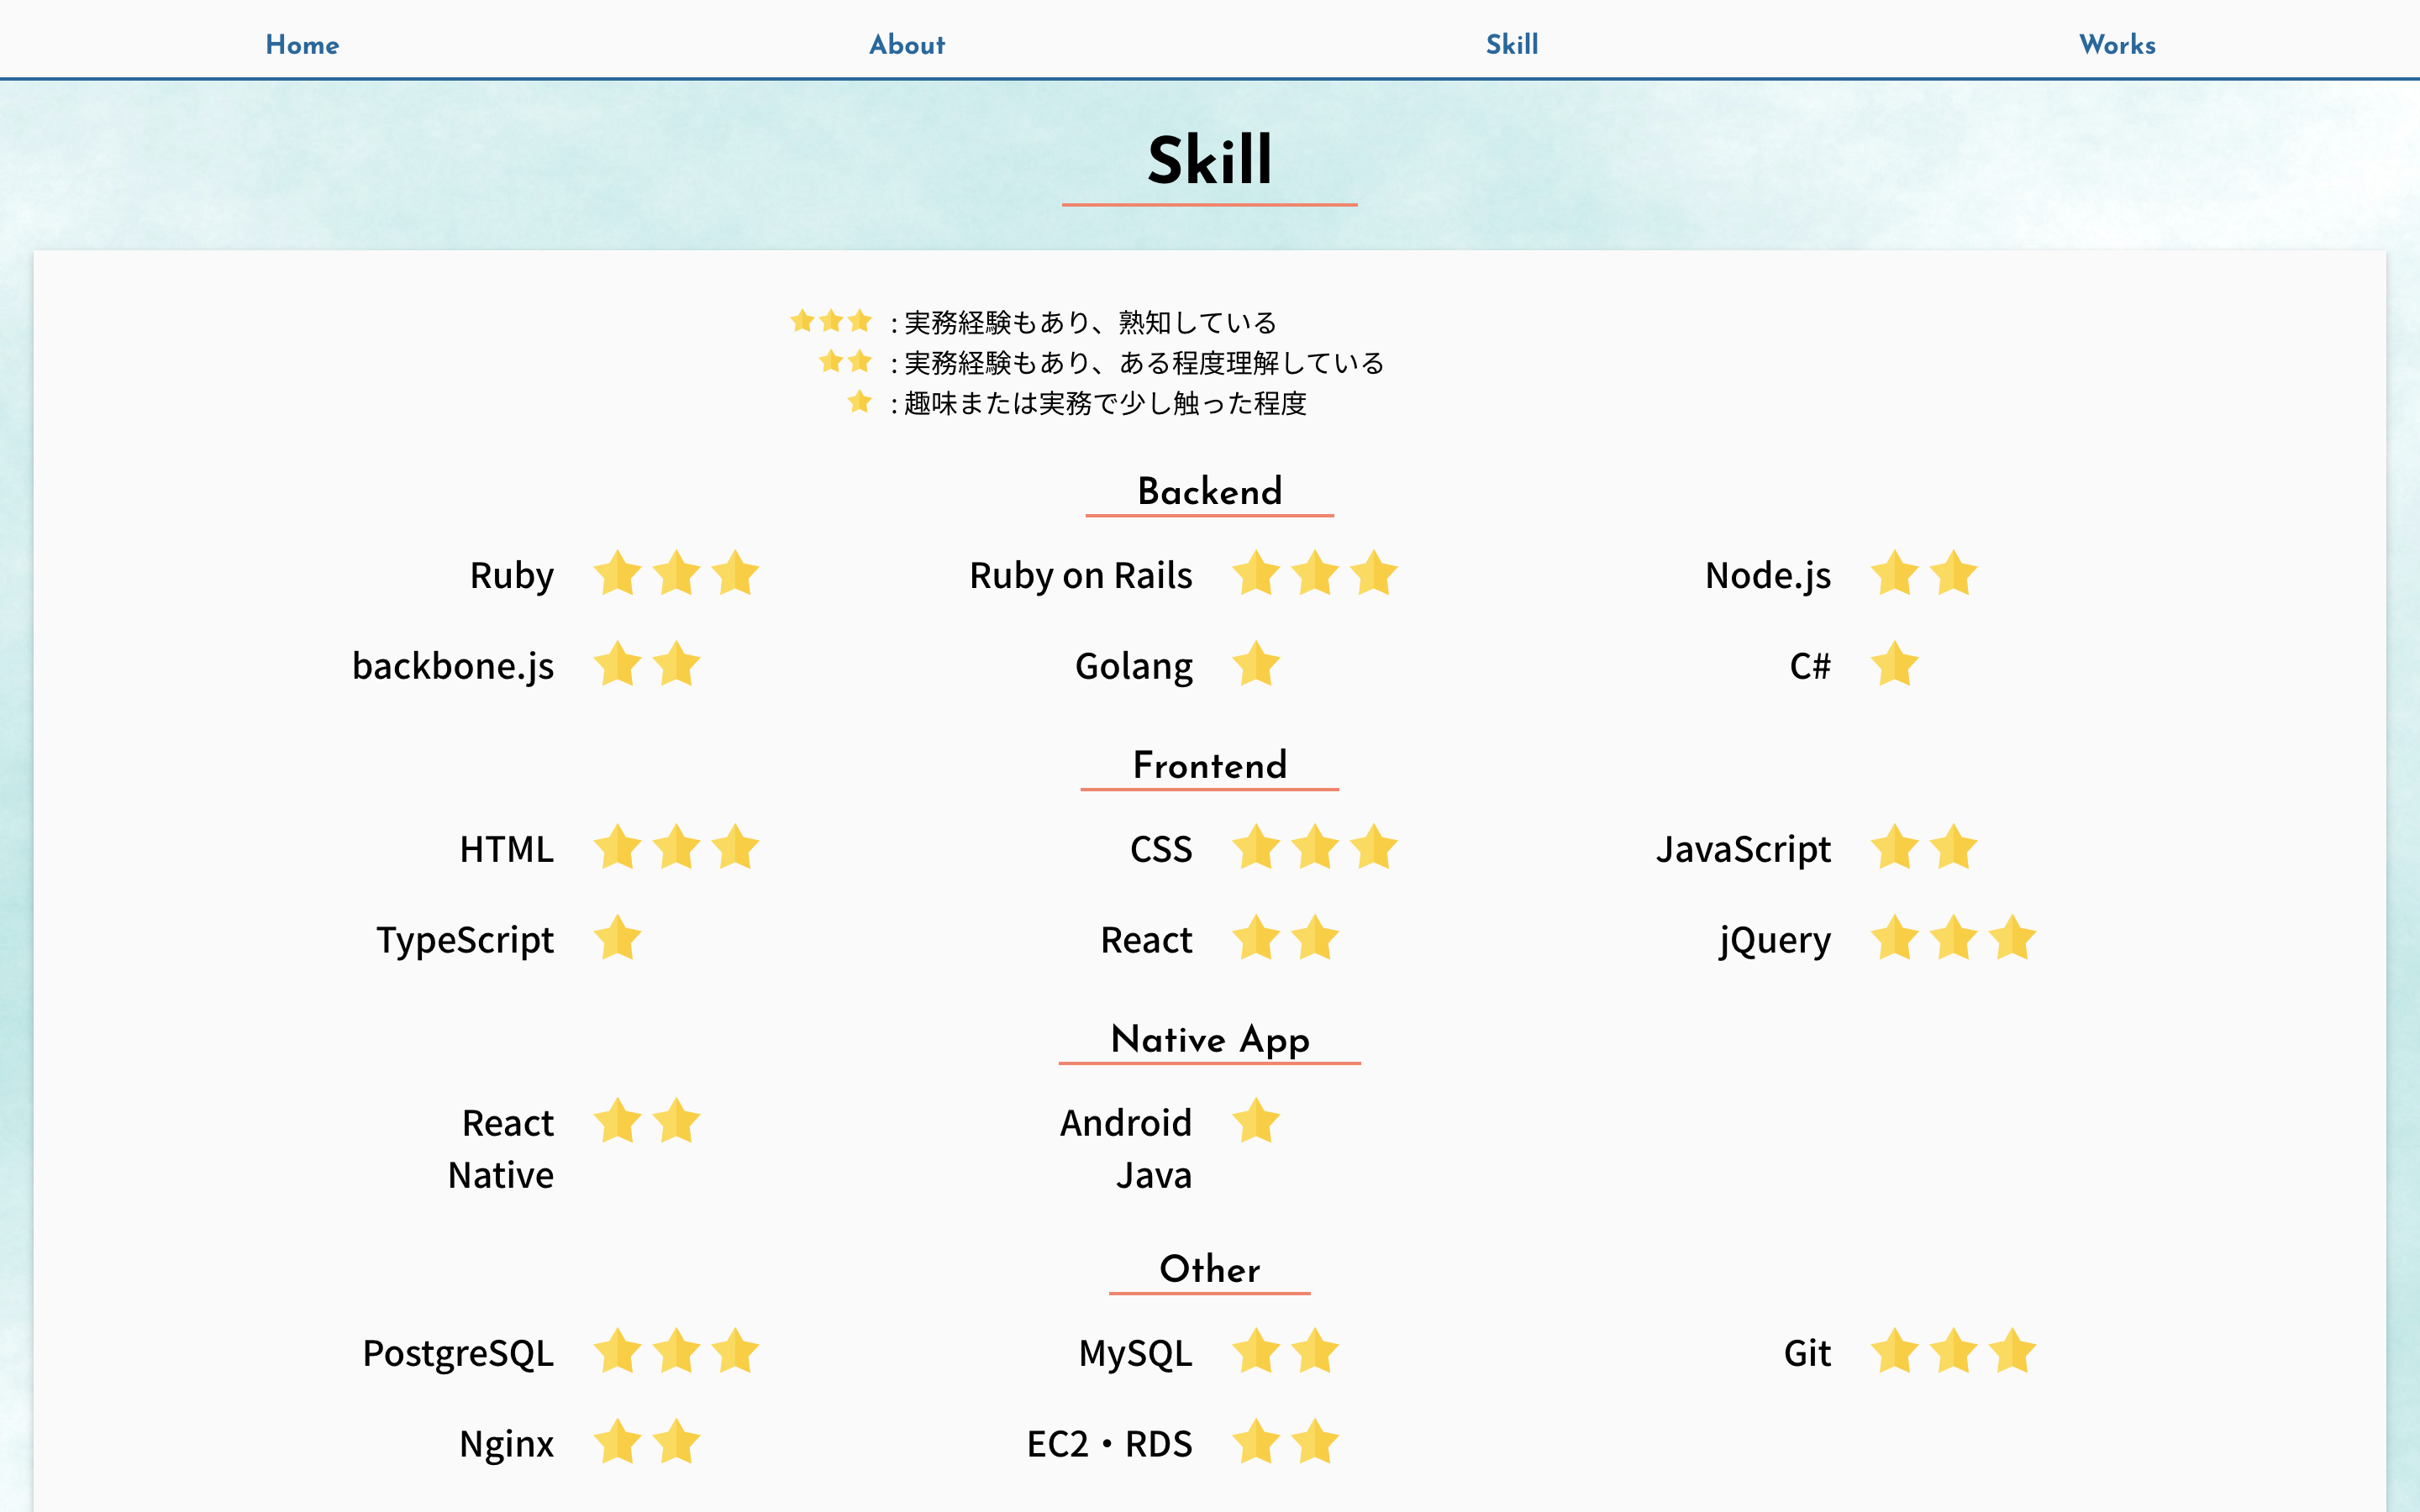 Home About Skill Works
Skill
: 実務経験もあり、熟知している
: 実務経験もあり、ある程度理解している
: 趣味または実務で少し触った程度
Backend
Ruby Ruby on Rails Node.js
backbone.js Golang C#
Frontend
HTML CSS JavaScript
TypeScript React jQuery
Native App
React Android
Native Java
Other
PostgreSQL MySQL Git
Nginx EC2・RDS